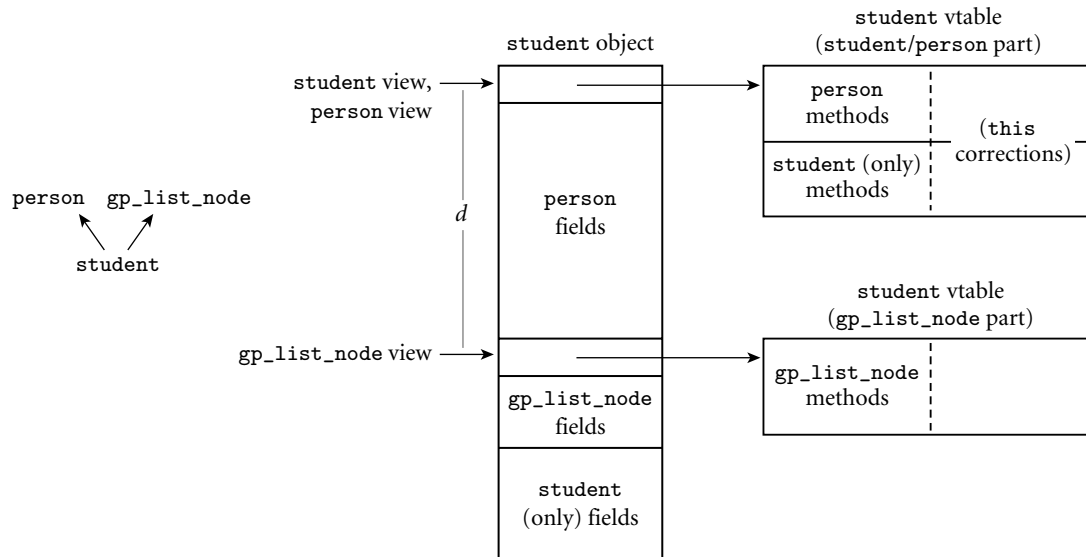 student vtable
(student/person part)
student object
student view,
person view
person
methods
(this
corrections)
student (only)
methods
person
fields
d
person gp_list_node
student
student vtable
(gp_list_node part)
gp_list_node view
gp_list_node
methods
gp_list_node
fields
student
(only) fields